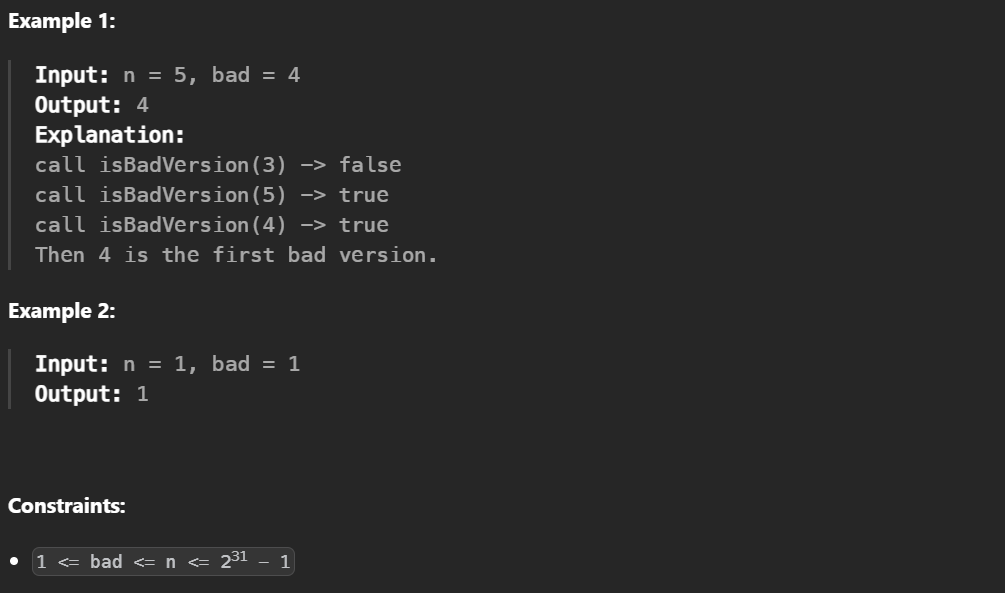 Example 1:
Input: n = 5, bad = 4
Output: 4
Explanation:
call isBadVersion(3) -> false
call isBadVersion(5) -> true
call isBadVersion(4) -> true
Then 4 is the first bad version.
Example 2:
Input: n = 1, bad = 1
Output: 1
Constraints:
• 1 <= bad <= n <= 2³¹ - 1